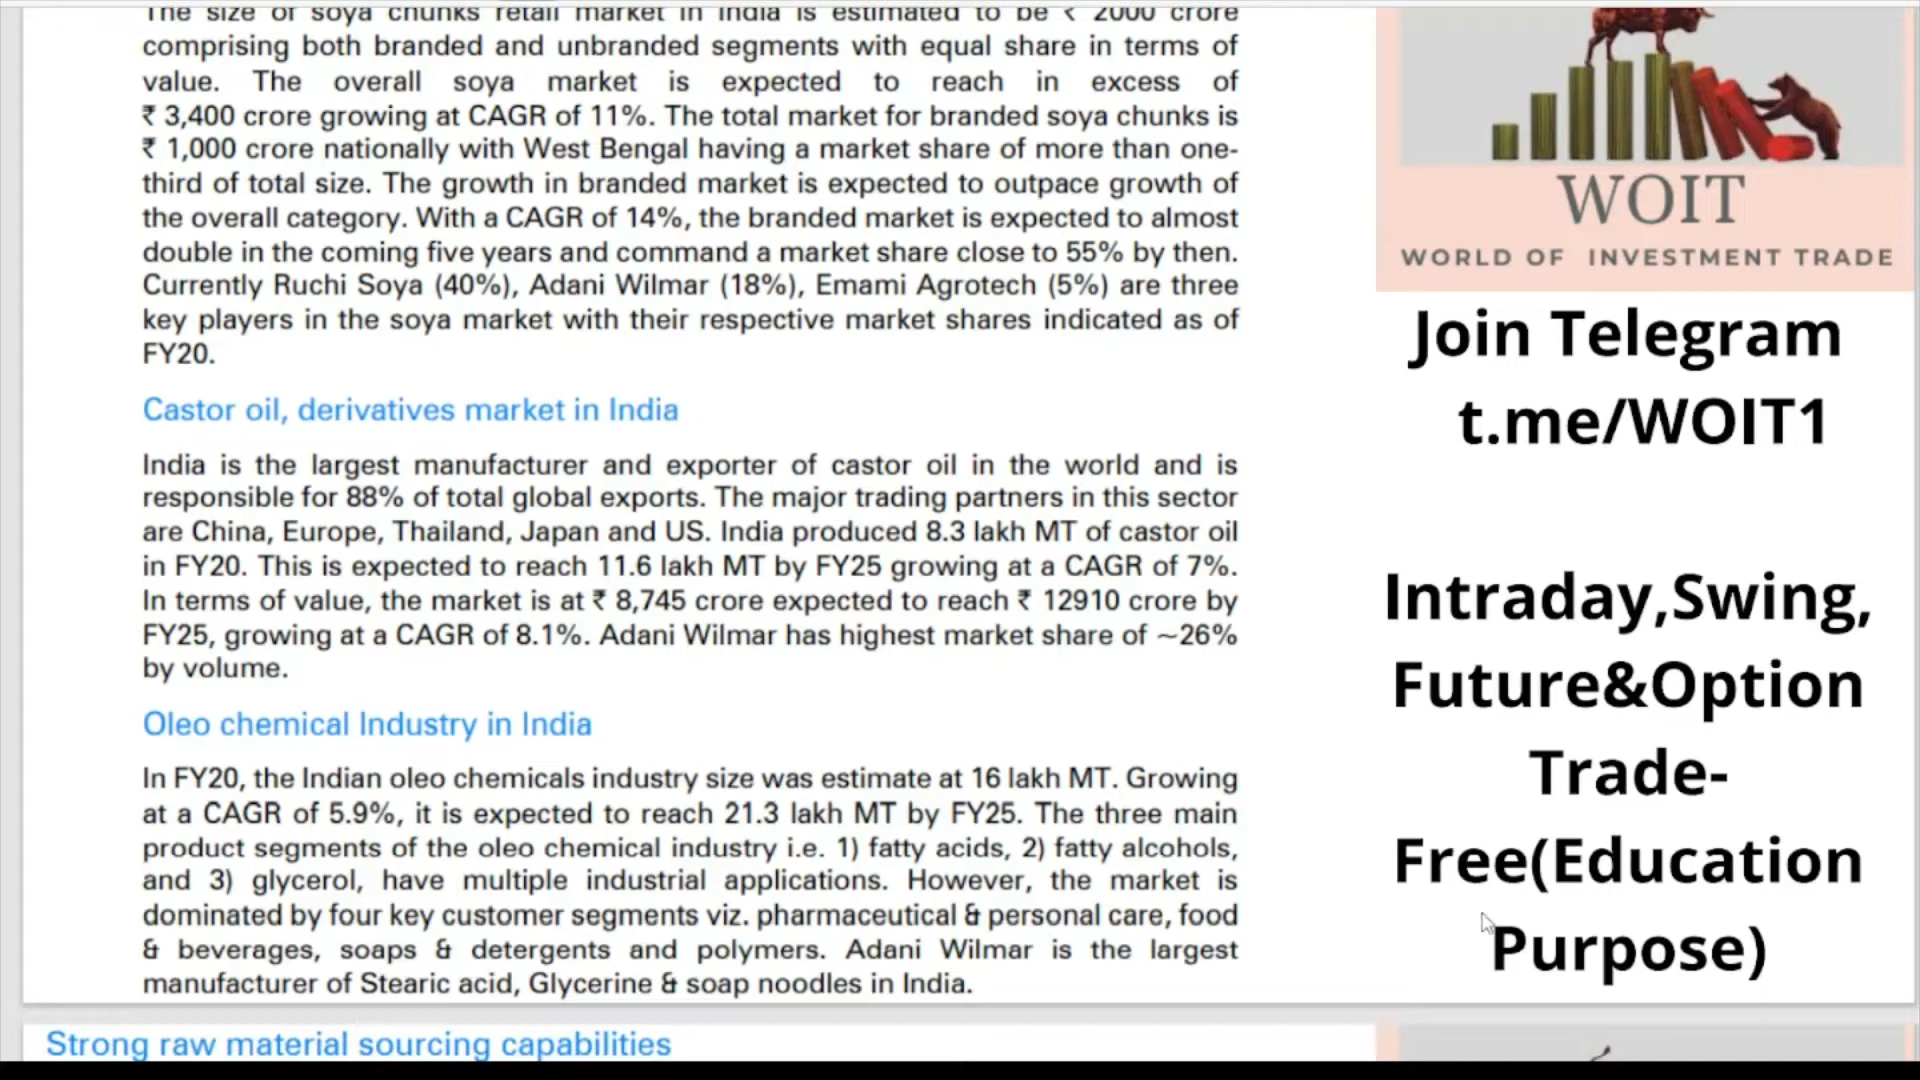 The size of soya chunks retail market in India is estimated to be ₹ 2000 crore
comprising both branded and unbranded segments with equal share in terms of
value. The overall soya market is expected to reach in excess of
₹ 3,400 crore growing at CAGR of 11%. The total market for branded soya chunks is
₹ 1,000 crore nationally with West Bengal having a market share of more than one-
third of total size. The growth in branded market is expected to outpace growth of
the overall category. With a CAGR of 14%, the branded market is expected to almost
double in the coming five years and command a market share close to 55% by then.
Currently Ruchi Soya (40%), Adani Wilmar (18%), Emami Agrotech (5%) are three
key players in the soya market with their respective market shares indicated as of
FY20.
Castor oil, derivatives market in India
India is the largest manufacturer and exporter of castor oil in the world and is
responsible for 88% of total global exports. The major trading partners in this sector
are China, Europe, Thailand, Japan and US. India produced 8.3 lakh MT of castor oil
in FY20. This is expected to reach 11.6 lakh MT by FY25 growing at a CAGR of 7%.
In terms of value, the market is at ₹ 8,745 crore expected to reach ₹ 12910 crore by
FY25, growing at a CAGR of 8.1%. Adani Wilmar has highest market share of ~26%
by volume.
Oleo chemical Industry in India
In FY20, the Indian oleo chemicals industry size was estimate at 16 lakh MT. Growing
at a CAGR of 5.9%, it is expected to reach 21.3 lakh MT by FY25. The three main
product segments of the oleo chemical industry i.e. 1) fatty acids, 2) fatty alcohols,
and 3) glycerol, have multiple industrial applications. However, the market is
dominated by four key customer segments viz. pharmaceutical & personal care, food
& beverages, soaps & detergents and polymers. Adani Wilmar is the largest
manufacturer of Stearic acid, Glycerine & soap noodles in India.
Strong raw material sourcing capabilities
WOIT
WORLD OF INVESTMENT TRADE
Join Telegram
t.me/WOIT1
Intraday,Swing,
Future&Option
Trade-
Free(Education
Purpose)